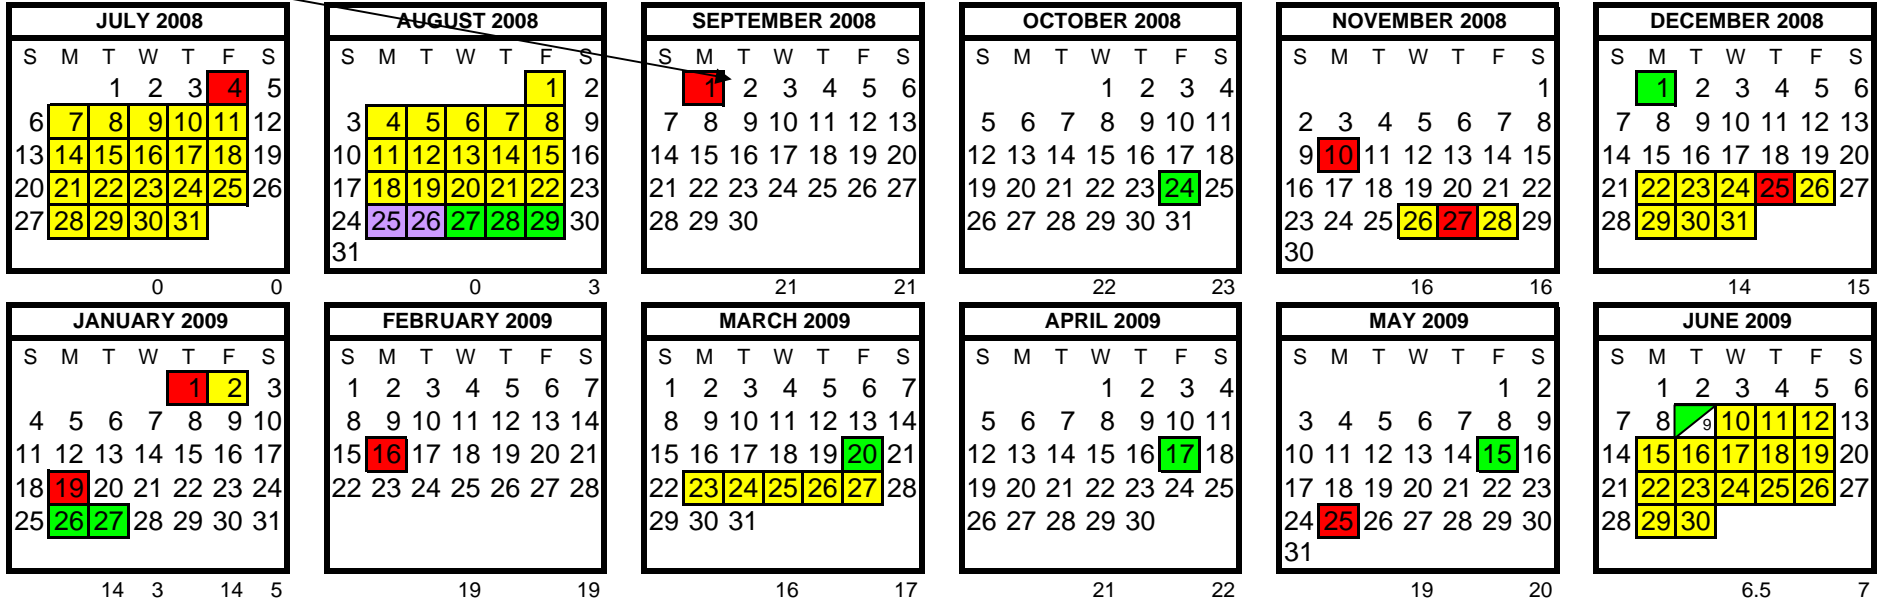 JULY 2008
S M T W T F S
1 2 3 4 5
6 7 8 9 10 11 12
13 14 15 16 17 18 19
20 21 22 23 24 25 26
27 28 29 30 31
0 0
AUGUST 2008
S M T W T F S
1 2
3 4 5 6 7 8 9
10 11 12 13 14 15 16
17 18 19 20 21 22 23
24 25 26 27 28 29 30
31
0 3
SEPTEMBER 2008
S M T W T F S
1 2 3 4 5 6
7 8 9 10 11 12 13
14 15 16 17 18 19 20
21 22 23 24 25 26 27
28 29 30
21 21
OCTOBER 2008
S M T W T F S
1 2 3 4
5 6 7 8 9 10 11
12 13 14 15 16 17 18
19 20 21 22 23 24 25
26 27 28 29 30 31
22 23
NOVEMBER 2008
S M T W T F S
1
2 3 4 5 6 7 8
9 10 11 12 13 14 15
16 17 18 19 20 21 22
23 24 25 26 27 28 29
30
16 16
DECEMBER 2008
S M T W T F S
1 2 3 4 5 6
7 8 9 10 11 12 13
14 15 16 17 18 19 20
21 22 23 24 25 26 27
28 29 30 31
14 15
JANUARY 2009
S M T W T F S
1 2 3
4 5 6 7 8 9 10
11 12 13 14 15 16 17
18 19 20 21 22 23 24
25 26 27 28 29 30 31
14 3 14 5
FEBRUARY 2009
S M T W T F S
1 2 3 4 5 6 7
8 9 10 11 12 13 14
15 16 17 18 19 20 21
22 23 24 25 26 27 28
19 19
MARCH 2009
S M T W T F S
1 2 3 4 5 6 7
8 9 10 11 12 13 14
15 16 17 18 19 20 21
22 23 24 25 26 27 28
29 30 31
16 17
APRIL 2009
S M T W T F S
1 2 3 4
5 6 7 8 9 10 11
12 13 14 15 16 17 18
19 20 21 22 23 24 25
26 27 28 29 30
21 22
MAY 2009
S M T W T F S
1 2
3 4 5 6 7 8 9
10 11 12 13 14 15 16
17 18 19 20 21 22 23
24 25 26 27 28 29 30
31
19 20
JUNE 2009
S M T W T F S
1 2 3 4 5 6
7 8 9 10 11 12 13
14 15 16 17 18 19 20
21 22 23 24 25 26 27
28 29 30
6.5 7